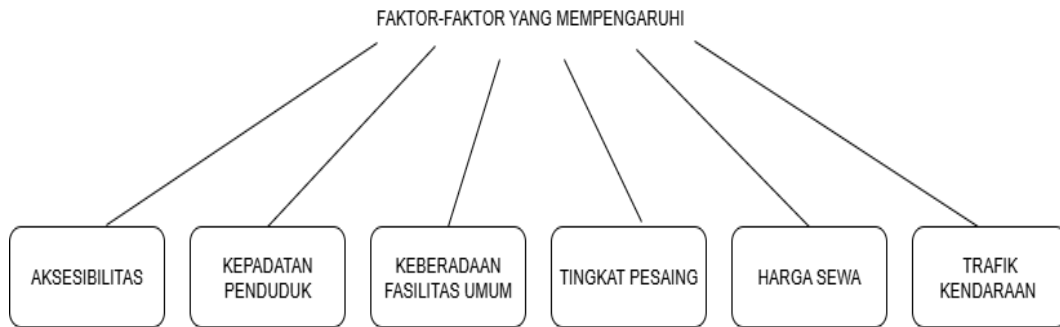 FAKTOR-FAKTOR YANG MEMPENGARUHI
AKSESIBILITAS
KEPADATAN
PENDUDUK
KEBERADAAN
FASILITAS UMUM
TINGKAT PESAING
HARGA SEWA
TRAFIK
KENDARAAN